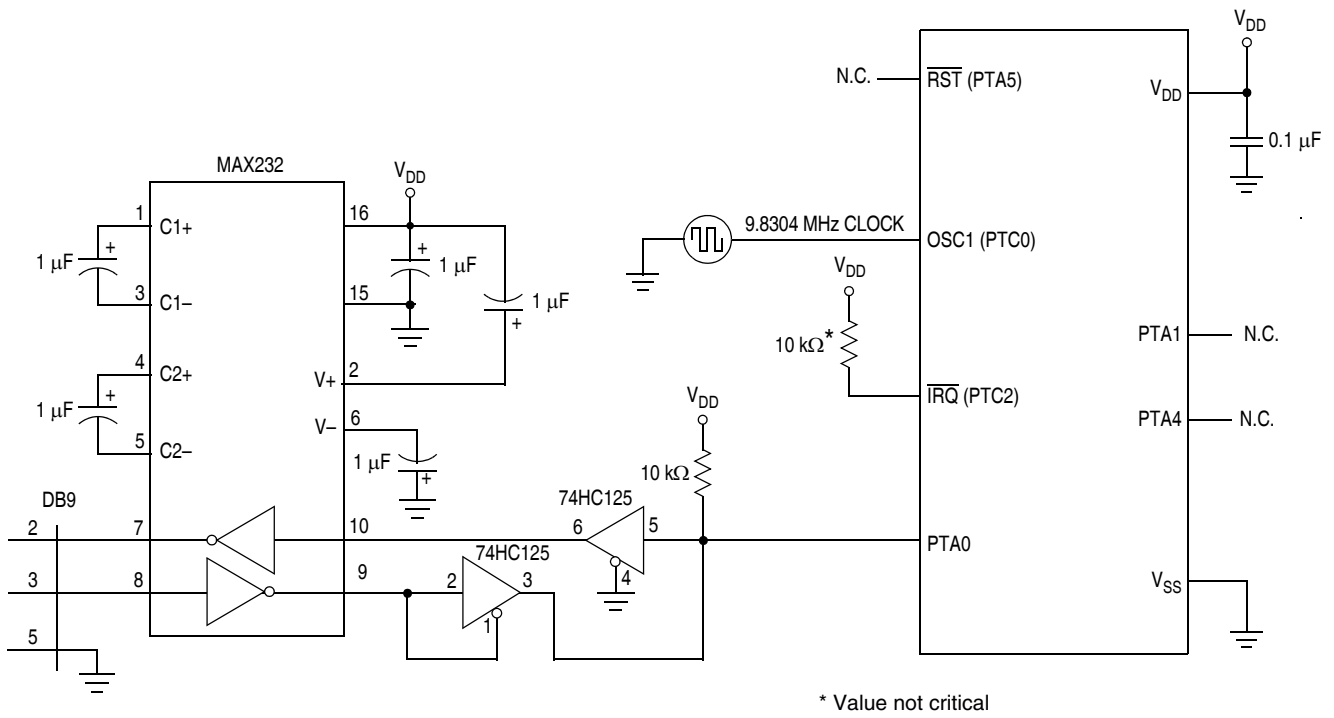 V_DD
N.C.
RST (PTA5)
V_DD
0.1 µF
MAX232
V_DD
1
C1+
16
+
1 µF
+
1 µF
3
C1–
15
1 µF
+
9.8304 MHz CLOCK
OSC1 (PTC0)
V_DD
10 kΩ*
IRQ (PTC2)
PTA1
N.C.
PTA4
N.C.
4
C2+
V+
2
+
1 µF
V–
6
5
C2–
1 µF
+
V_DD
10 kΩ
DB9
74HC125
2
7
10
6
5
4
PTA0
74HC125
3
8
9
2
3
1
V_SS
5
* Value not critical